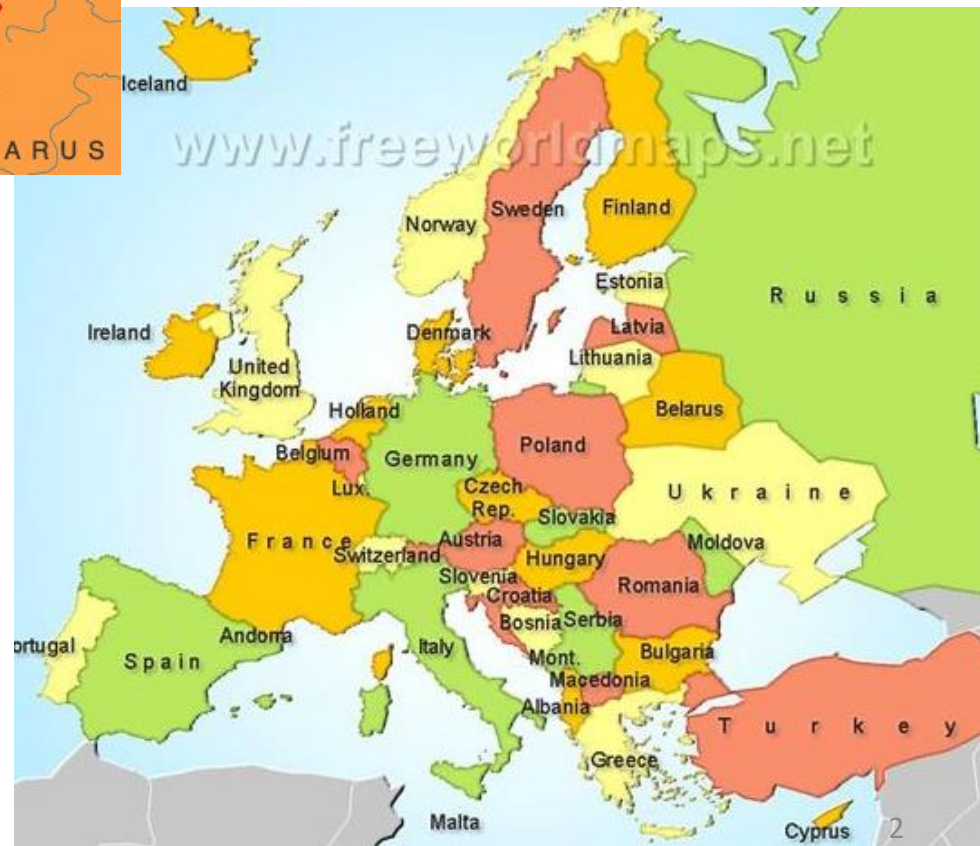 ARUS
Iceland
www.freeworldmaps.net
Norway
Sweden
Finland
Estonia
Russia
Latvia
Ireland
Denmark
Lithuania
United
Kingdom
Belarus
Holland
Belgium
Germany
Poland
Lux.
Czech
Rep.
Ukraine
Slovakia
France
Switzerland
Austria
Hungary
Moldova
Slovenia
Romania
Croatia
Bosnia
Serbia
ortugal
Spain
Andorra
Italy
Mont.
Bulgaria
Macedonia
Albania
Turkey
Greece
Malta
Cyprus
2